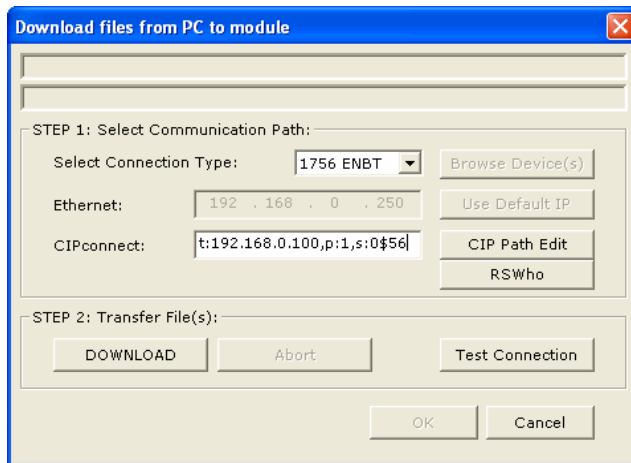 Download files from PC to module
STEP 1: Select Communication Path:
Select Connection Type: 1756 ENBT Browse Device(s)
Ethernet: 192 . 168 . 0 . 250 Use Default IP
CIPconnect: t:192.168.0.100,p:1,s:0$56 CIP Path Edit
RSWho
STEP 2: Transfer File(s):
DOWNLOAD Abort Test Connection
OK Cancel